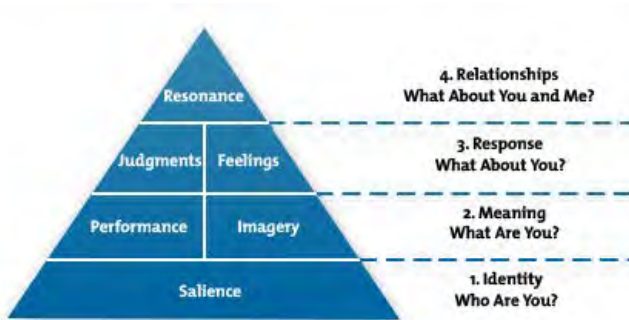 Resonance
4. Relationships
What About You and Me?
Judgments
Feelings
3. Response
What About You?
Performance
Imagery
2. Meaning
What Are You?
Salience
1. Identity
Who Are You?